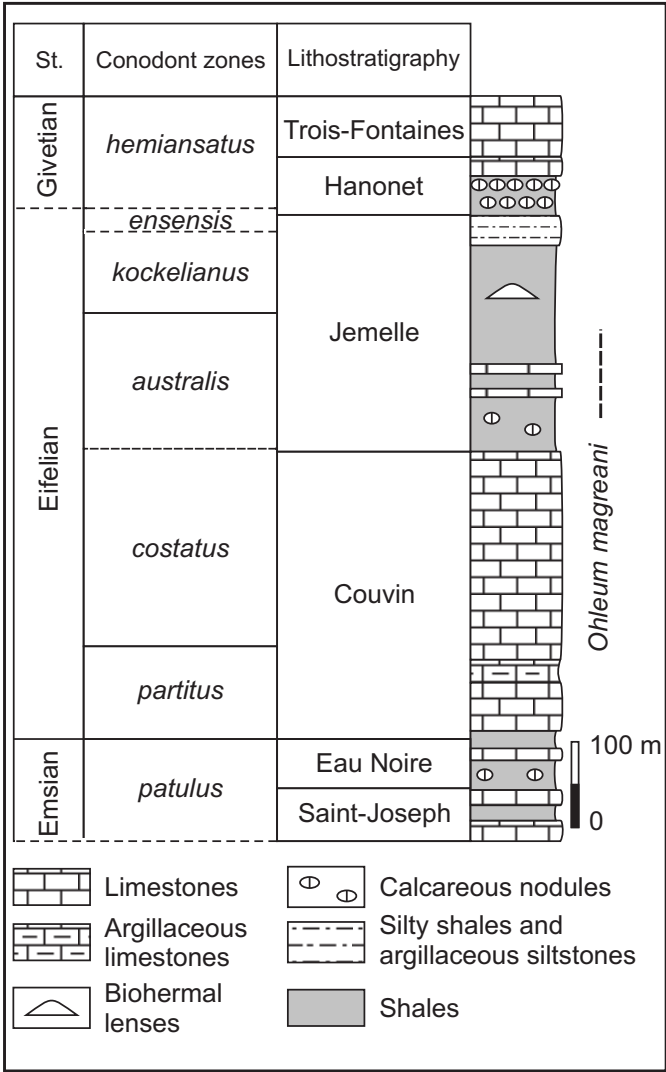 St.
Conodont zones
Lithostratigraphy
Givetian
hemiansatus
Trois-Fontaines
Hanonet
Eifelian
ensensis
kockelianus
Jemelle
australis
costatus
Couvin
partitus
Ohleum magreani
Emsian
patulus
Eau Noire
Saint-Joseph
100 m
0
Limestones
Calcareous nodules
Argillaceous
limestones
Silty shales and
argillaceous siltstones
Biohermal
lenses
Shales